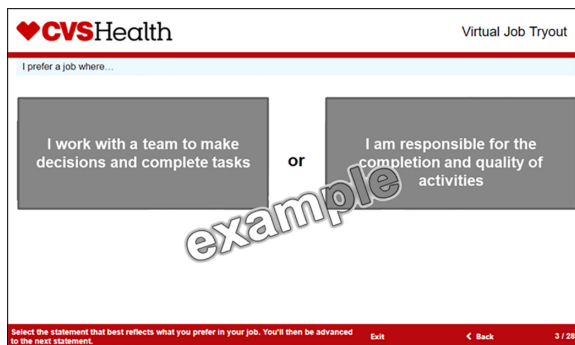 CVSHealth
Virtual Job Tryout
I prefer a job where...
I work with a team to make
decisions and complete tasks
or
I am responsible for the
completion and quality of
activities
example
Select the statement that best reflects what you prefer in your job. You'll then be advanced
to the next statement.
Exit
< Back
3 / 28